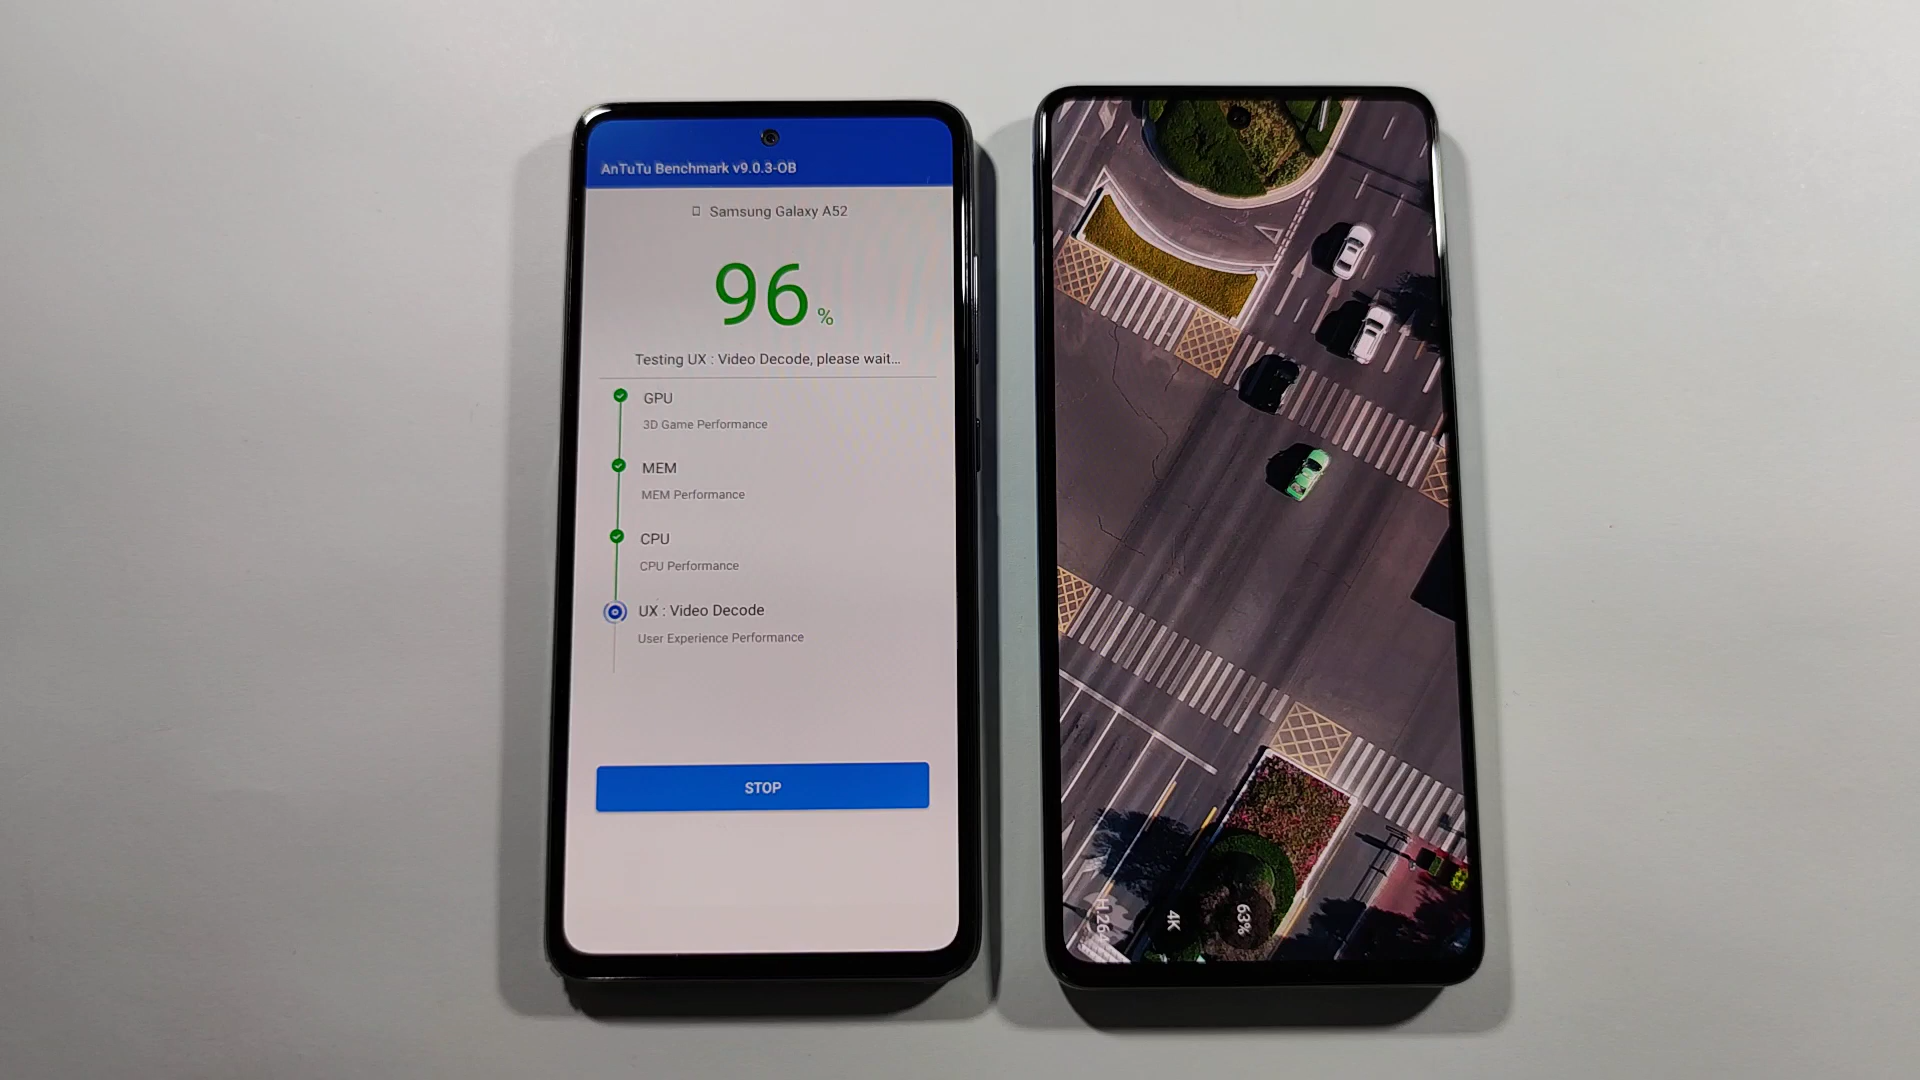 AnTuTu Benchmark v9.0.3-OB
Samsung Galaxy A52
96%
Testing UX : Video Decode, please wait...
GPU
3D Game Performance
MEM
MEM Performance
CPU
CPU Performance
UX : Video Decode
User Experience Performance
STOP
63%
4K
H.264